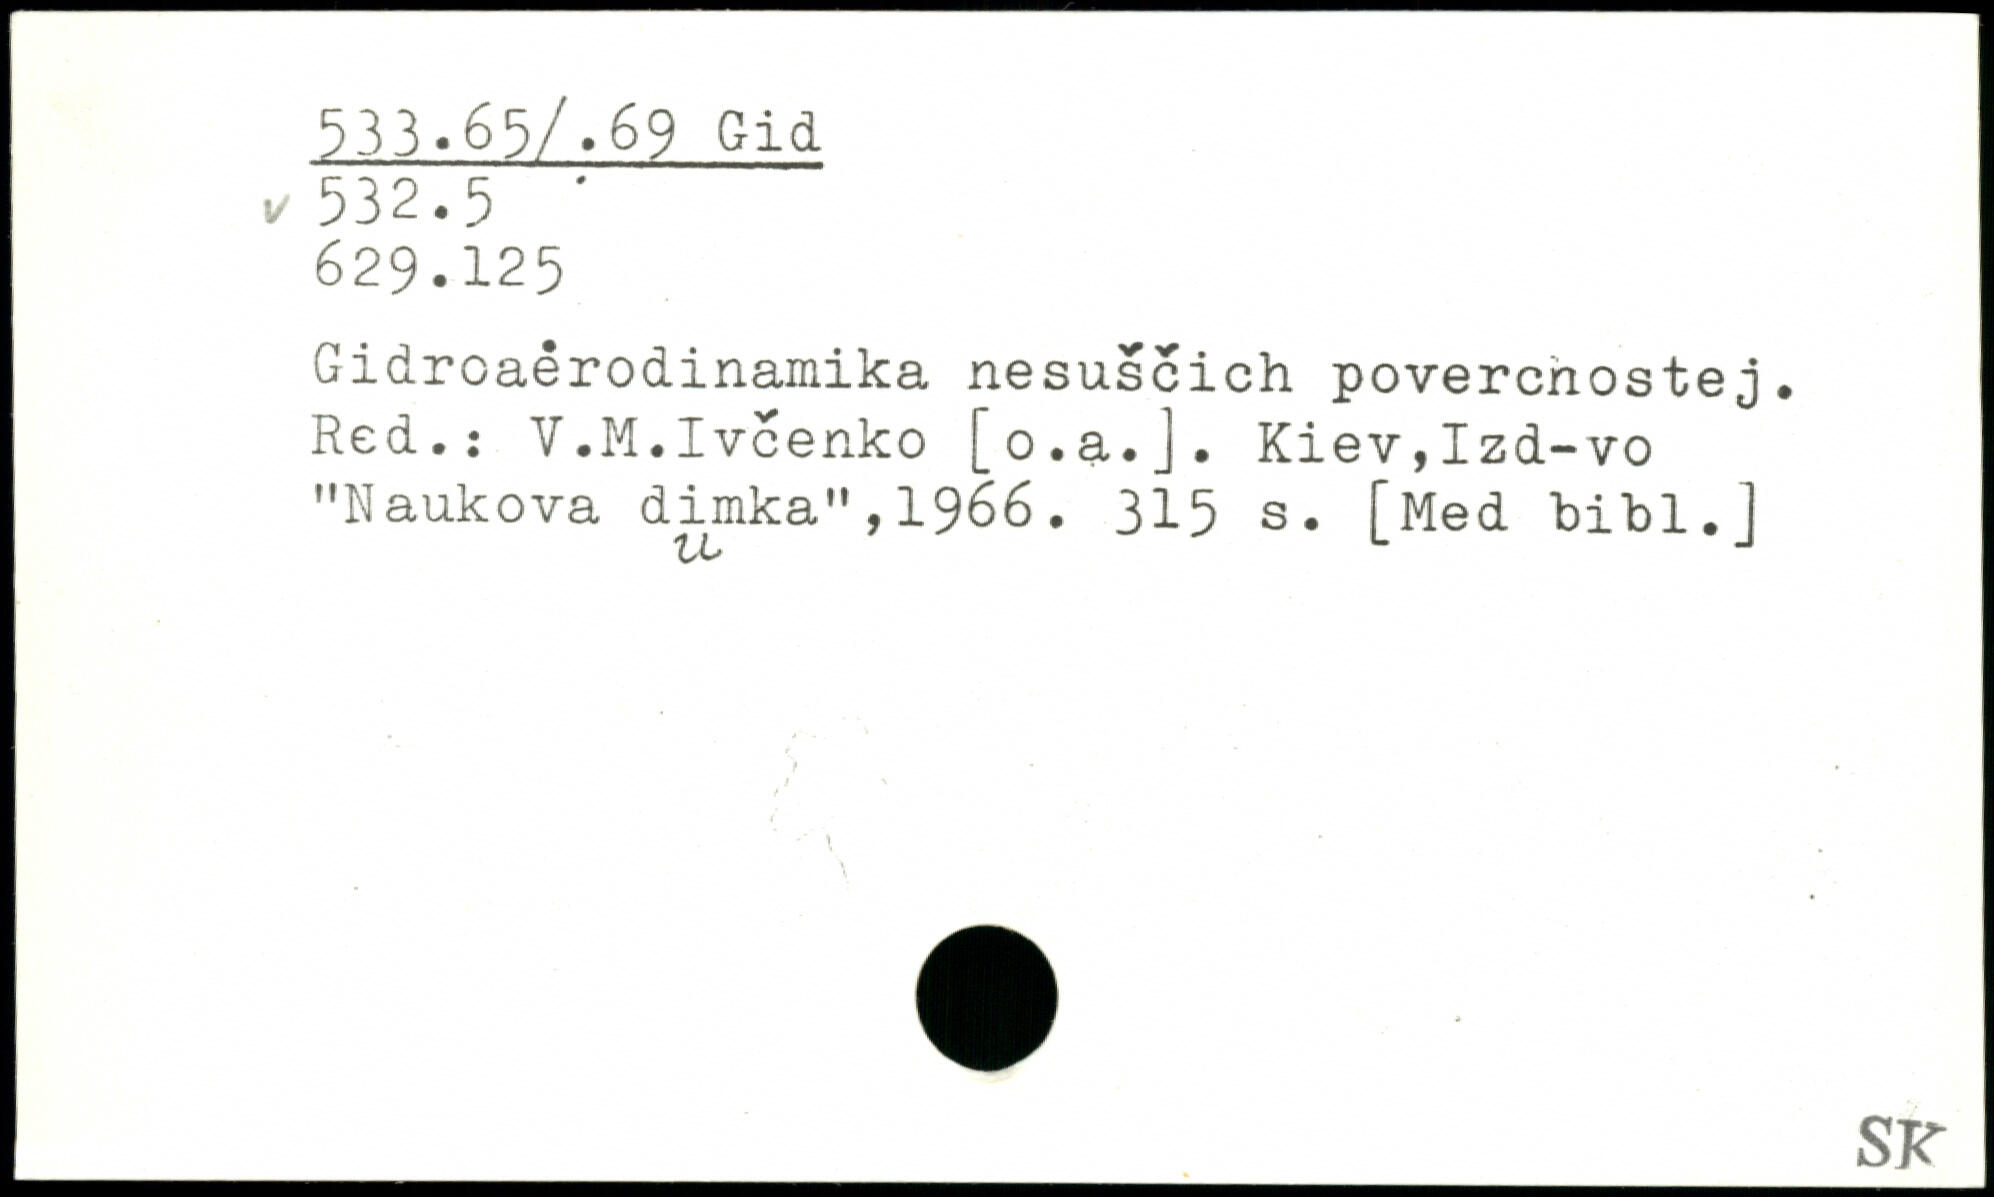 533.65/.69 Gid
v 532.5
629.125
Gidroaėrodinamika nesuščich poverchostej.
Red.: V.M.Ivčenko [o.a.]. Kiev,Izd-vo
"Naukova dimka",1966. 315 s. [Med bibl.]
u
SK